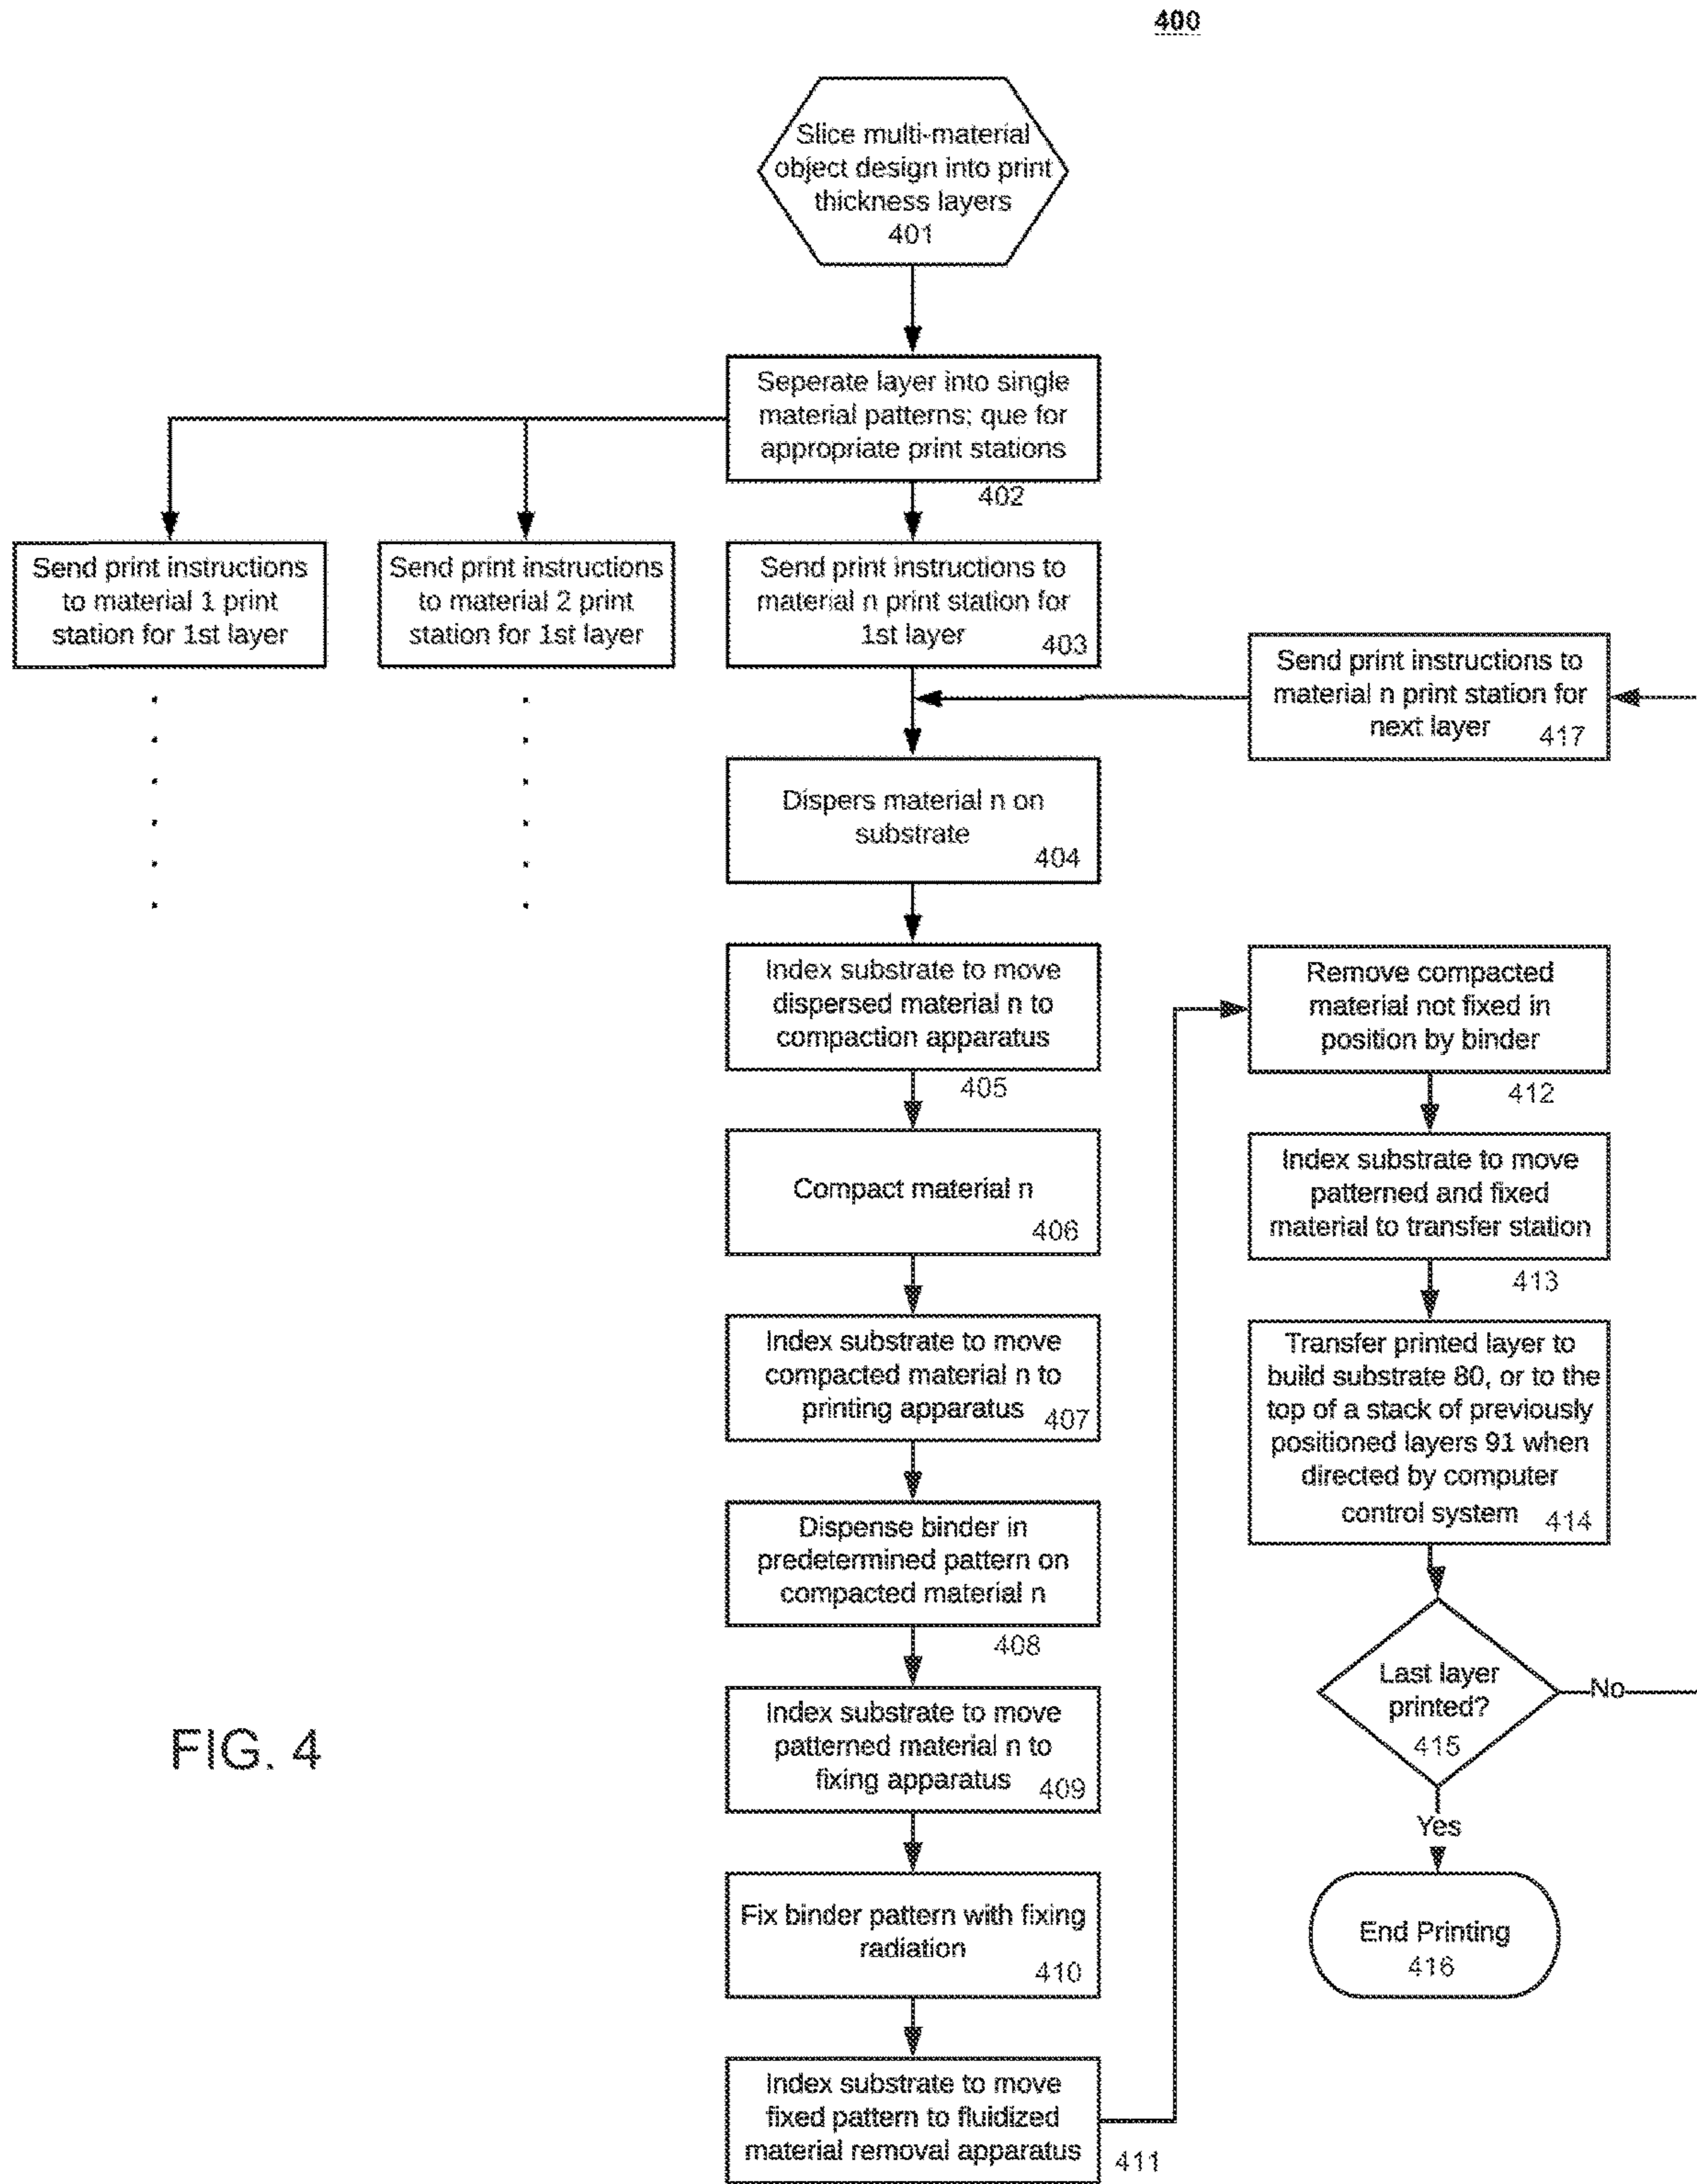 400
Slice multi-material
object design into print
thickness layers
401
Seperate layer into single
material patterns; que for
appropriate print stations
402
Send print instructions
to material 1 print
station for 1st layer
Send print instructions
to material 2 print
station for 1st layer
Send print instructions to
material n print station for
1st layer
403
Send print instructions to
material n print station for
next layer
417
Dispers material n on
substrate
404
Index substrate to move
dispersed material n to
compaction apparatus
405
Compact material n
406
Index substrate to move
compacted material n to
printing apparatus
407
Dispense binder in
predetermined pattern on
compacted material n
408
Index substrate to move
patterned material n to
fixing apparatus
409
Fix binder pattern with fixing
radiation
410
Index substrate to move
fixed pattern to fluidized
material removal apparatus
411
Remove compacted
material not fixed in
position by binder
412
Index substrate to move
patterned and fixed
material to transfer station
413
Transfer printed layer to
build substrate 80, or to the
top of a stack of previously
positioned layers 91 when
directed by computer
control system
414
Last layer
printed?
415
No
Yes
End Printing
416
FIG. 4